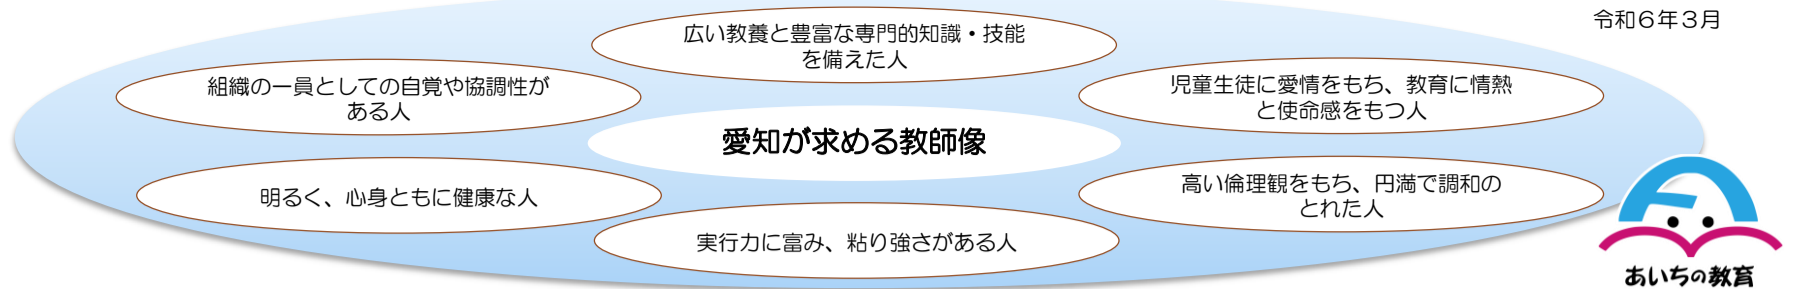 令和６年３月
広い教養と豊富な専門的知識・技能
を備えた人
組織の一員としての自覚や協調性が
ある人
児童生徒に愛情をもち、教育に情熱
と使命感をもつ人
愛知が求める教師像
明るく、心身ともに健康な人
高い倫理観をもち、円満で調和の
とれた人
実行力に富み、粘り強さがある人
あいちの教育